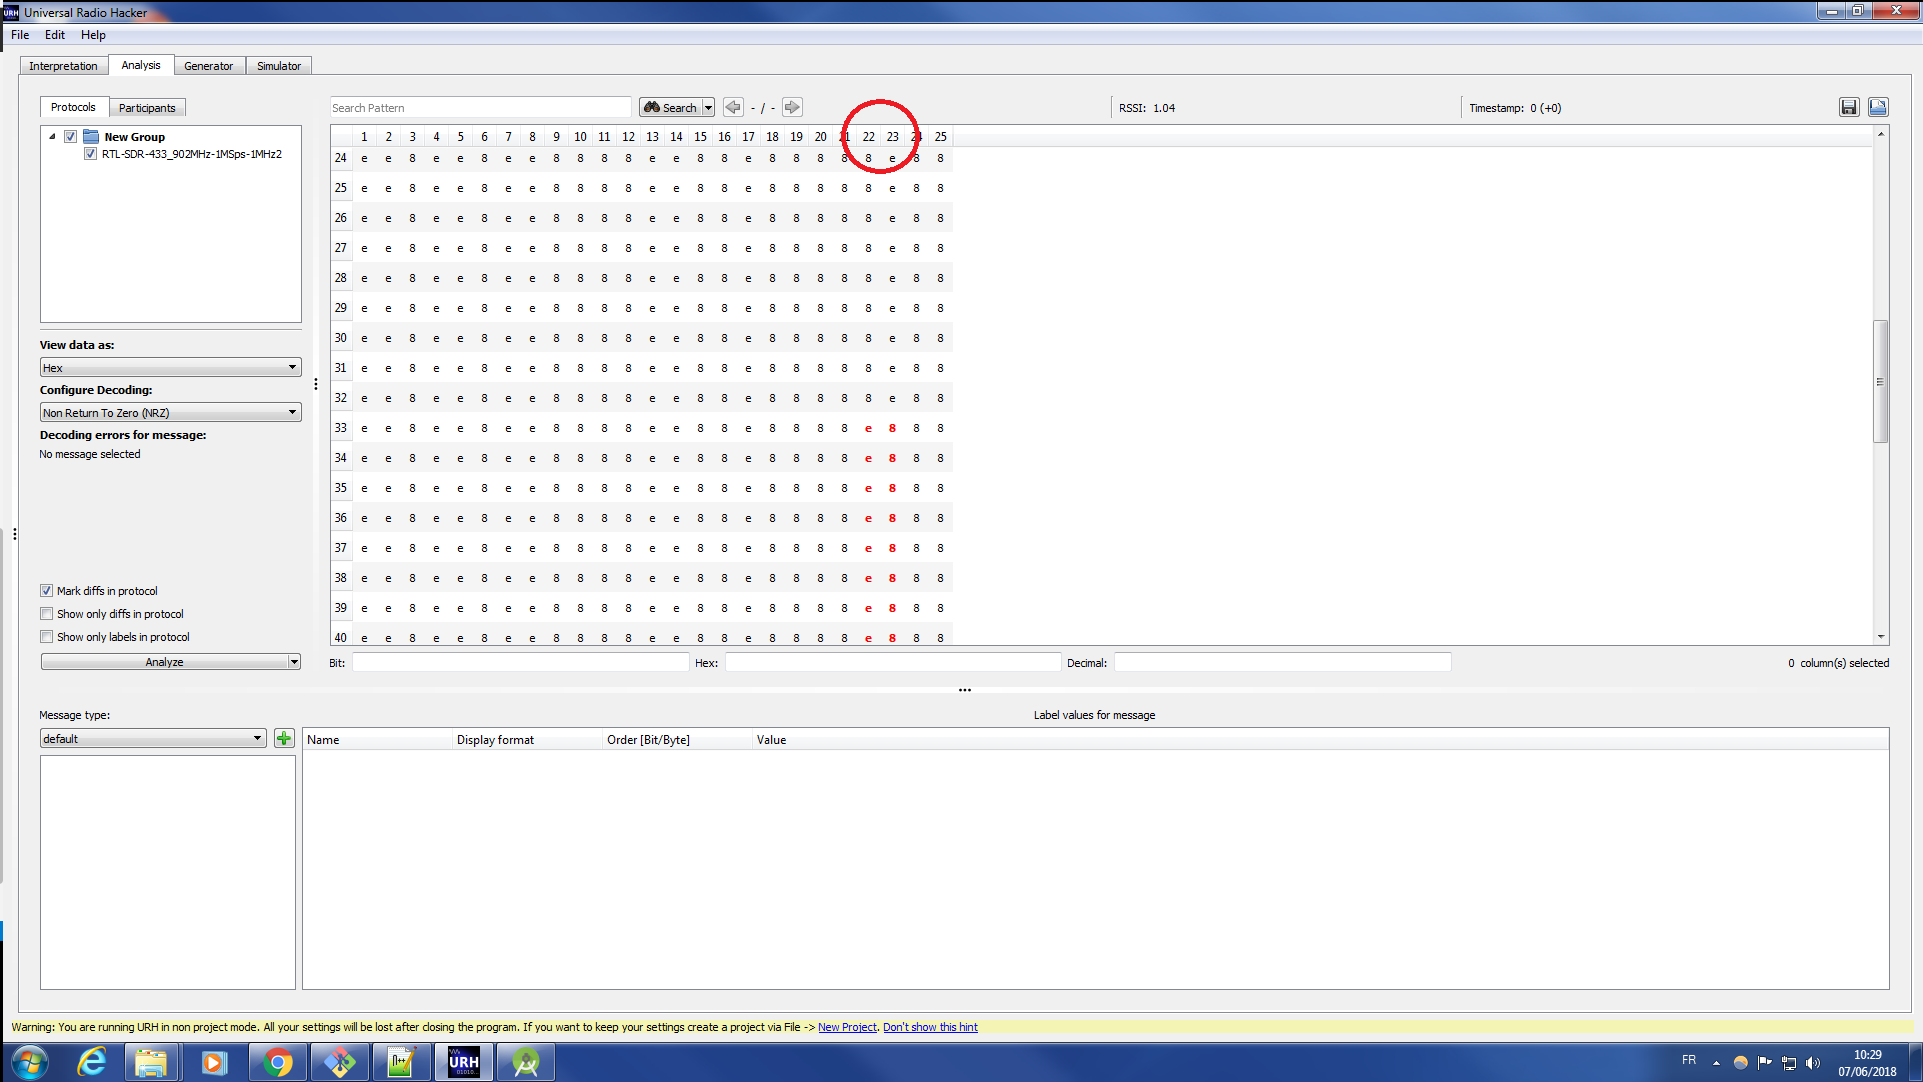 Universal Radio Hacker
File Edit Help
Interpretation Analysis Generator Simulator
Protocols Participants
New Group
RTL-SDR-433_902MHz-1MSps-1MHz2
View data as:
Hex
Configure Decoding:
Non Return To Zero (NRZ)
Decoding errors for message:
No message selected
Mark diffs in protocol
Show only diffs in protocol
Show only labels in protocol
Analyze
Search Pattern Search - / - RSSI: 1.04 Timestamp: 0 (+0)
1 2 3 4 5 6 7 8 9 10 11 12 13 14 15 16 17 18 19 20 21 22 23 24 25
24 e e 8 e e 8 e e 8 8 8 8 e e 8 8 e 8 8 8 8 8 e 8 8
25 e e 8 e e 8 e e 8 8 8 8 e e 8 8 e 8 8 8 8 8 e 8 8
26 e e 8 e e 8 e e 8 8 8 8 e e 8 8 e 8 8 8 8 8 e 8 8
27 e e 8 e e 8 e e 8 8 8 8 e e 8 8 e 8 8 8 8 8 e 8 8
28 e e 8 e e 8 e e 8 8 8 8 e e 8 8 e 8 8 8 8 8 e 8 8
29 e e 8 e e 8 e e 8 8 8 8 e e 8 8 e 8 8 8 8 8 e 8 8
30 e e 8 e e 8 e e 8 8 8 8 e e 8 8 e 8 8 8 8 8 e 8 8
31 e e 8 e e 8 e e 8 8 8 8 e e 8 8 e 8 8 8 8 8 e 8 8
32 e e 8 e e 8 e e 8 8 8 8 e e 8 8 e 8 8 8 8 8 e 8 8
33 e e 8 e e 8 e e 8 8 8 8 e e 8 8 e 8 8 8 8 e 8 8 8
34 e e 8 e e 8 e e 8 8 8 8 e e 8 8 e 8 8 8 8 e 8 8 8
35 e e 8 e e 8 e e 8 8 8 8 e e 8 8 e 8 8 8 8 e 8 8 8
36 e e 8 e e 8 e e 8 8 8 8 e e 8 8 e 8 8 8 8 e 8 8 8
37 e e 8 e e 8 e e 8 8 8 8 e e 8 8 e 8 8 8 8 e 8 8 8
38 e e 8 e e 8 e e 8 8 8 8 e e 8 8 e 8 8 8 8 e 8 8 8
39 e e 8 e e 8 e e 8 8 8 8 e e 8 8 e 8 8 8 8 e 8 8 8
40 e e 8 e e 8 e e 8 8 8 8 e e 8 8 e 8 8 8 8 e 8 8 8
Bit: Hex: Decimal: 0 column(s) selected
Message type:
default
Label values for message
Name Display format Order [Bit/Byte] Value
Warning: You are running URH in non project mode. All your settings will be lost after closing the program. If you want to keep your settings create a project via File -> New Project. Don't show this hint
FR
10:29
07/06/2018